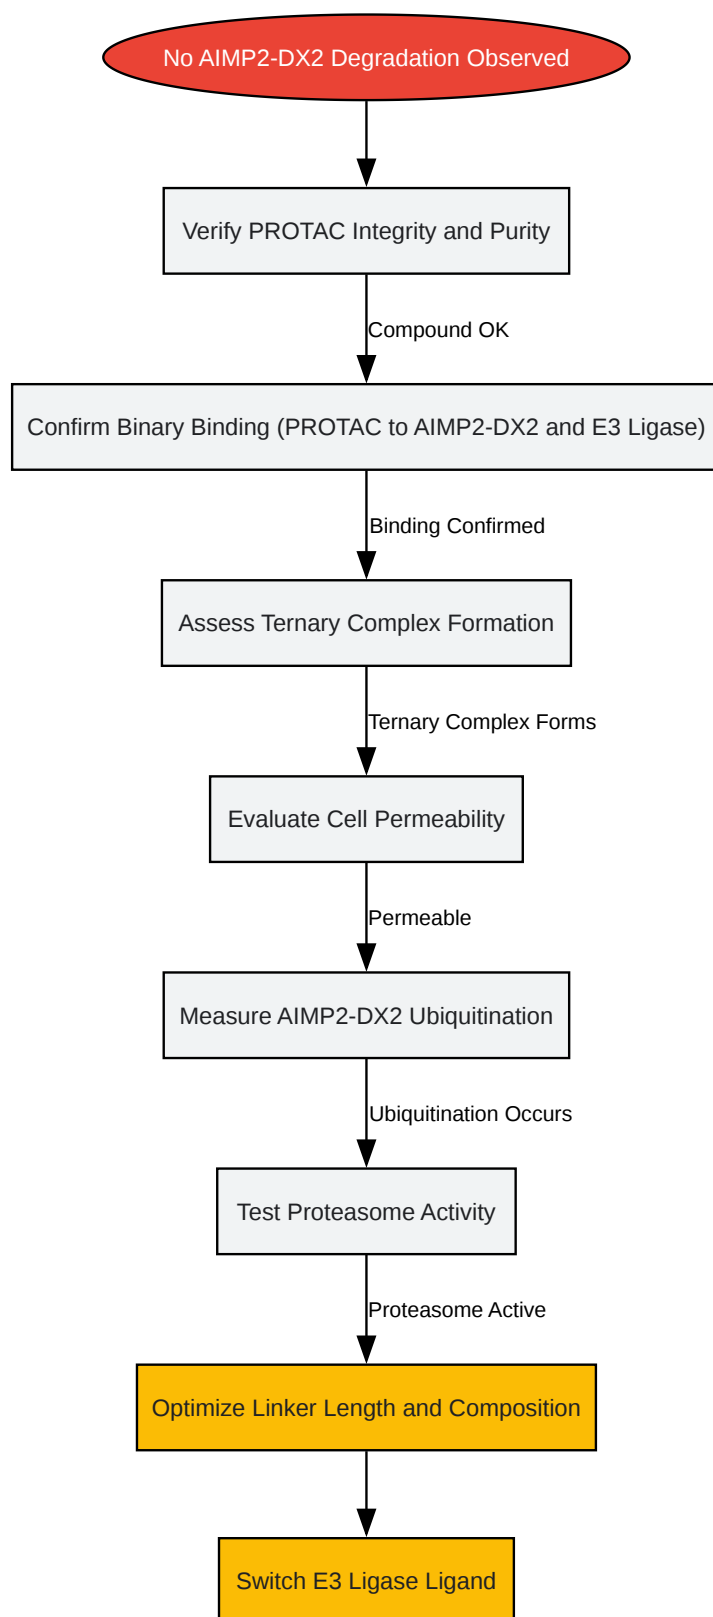 No AIMP2-DX2 Degradation Observed
Verify PROTAC Integrity and Purity
Compound OK
Confirm Binary Binding (PROTAC to AIMP2-DX2 and E3 Ligase)
Binding Confirmed
Assess Ternary Complex Formation
Ternary Complex Forms
Evaluate Cell Permeability
Permeable
Measure AIMP2-DX2 Ubiquitination
Ubiquitination Occurs
Test Proteasome Activity
Proteasome Active
Optimize Linker Length and Composition
Switch E3 Ligase Ligand